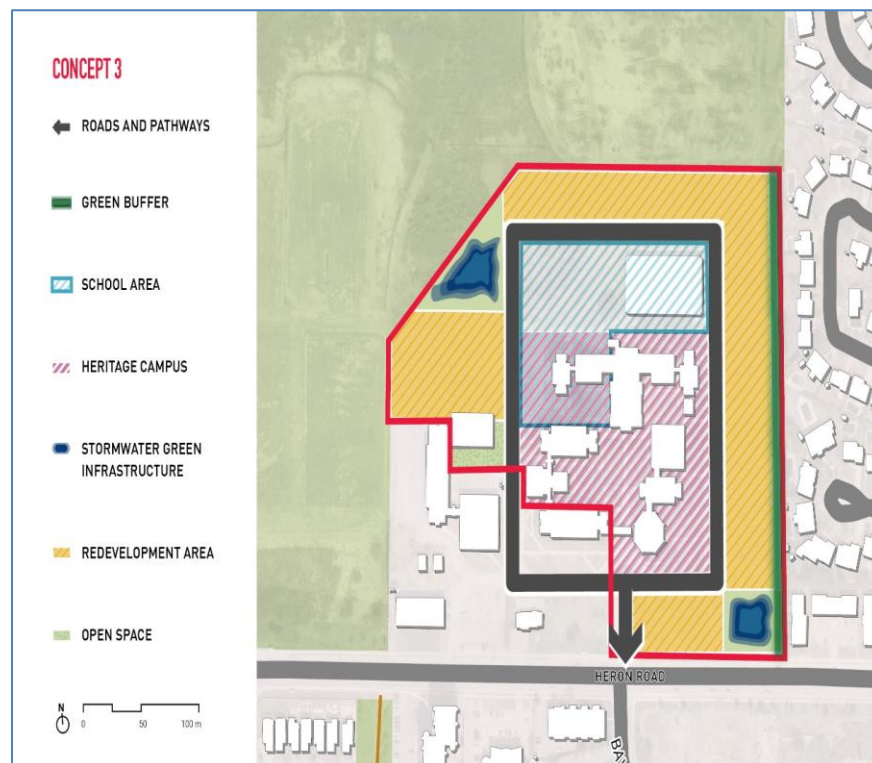 CONCEPT 3
ROADS AND PATHWAYS
GREEN BUFFER
SCHOOL AREA
HERITAGE CAMPUS
STORMWATER GREEN
INFRASTRUCTURE
REDEVELOPMENT AREA
OPEN SPACE
N
0 50 100 m
HERON ROAD